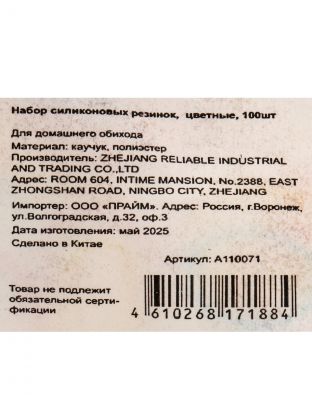 Набор силиконовых резинок, цветные, 100шт
Для домашнего обихода
Материал: каучук, полиэстер
Производитель: ZHEJIANG RELIABLE INDUSTRIAL
AND TRADING CO.,LTD
Адрес: ROOM 604, INTIME MANSION, No.2388, EAST
ZHONGSHAN ROAD, NINGBO CITY, ZHEJIANG
Импортер: ООО «ПРАЙМ». Адрес: Россия, г.Воронеж,
ул.Волгоградская, д.32, оф.3
Дата изготовления: май 2025
Сделано в Китае
Артикул: A110071
Товар не подлежит
обязательной серти-
фикации
4 610268 171884